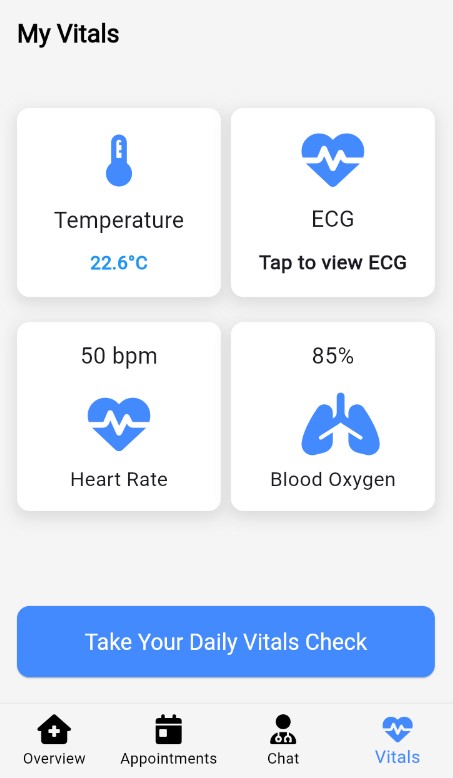 My Vitals
Temperature
22.6°C
ECG
Tap to view ECG
50 bpm
Heart Rate
85%
Blood Oxygen
Take Your Daily Vitals Check
Overview
Appointments
Chat
Vitals